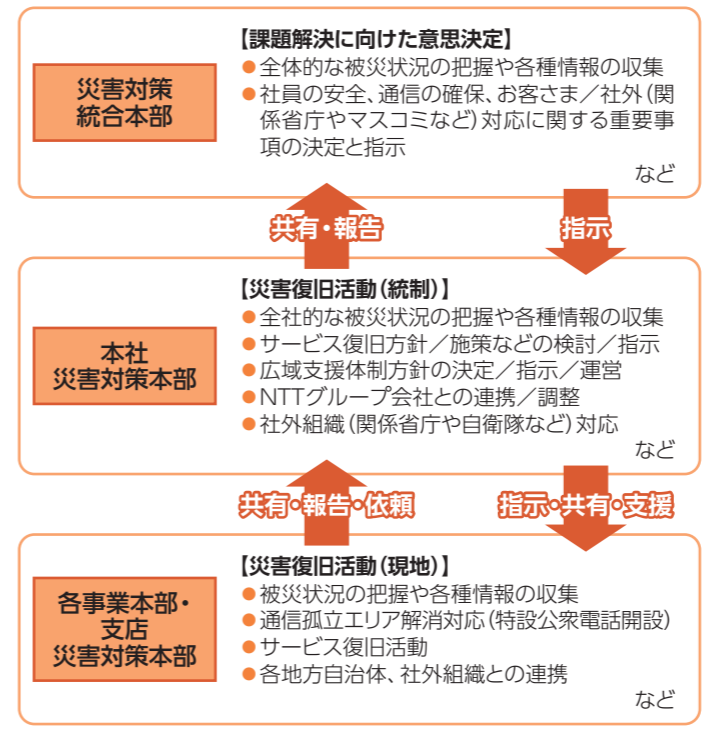 災害対策
統合本部
【課題解決に向けた意思決定】
●全体的な被災状況の把握や各種情報の収集
●社員の安全、通信の確保、お客さま／社外（関
係省庁やマスコミなど）対応に関する重要事
項の決定と指示
など
共有・報告
指示
本社
災害対策本部
【災害復旧活動（統制）】
●全社的な被災状況の把握や各種情報の収集
●サービス復旧方針／施策などの検討／指示
●広域支援体制方針の決定／指示／運営
●NTTグループ会社との連携／調整
●社外組織（関係省庁や自衛隊など）対応
など
共有・報告・依頼
指示・共有・支援
各事業本部・
支店
災害対策本部
【災害復旧活動（現地）】
●被災状況の把握や各種情報の収集
●通信孤立エリア解消対応（特設公衆電話開設）
●サービス復旧活動
●各地方自治体、社外組織との連携
など